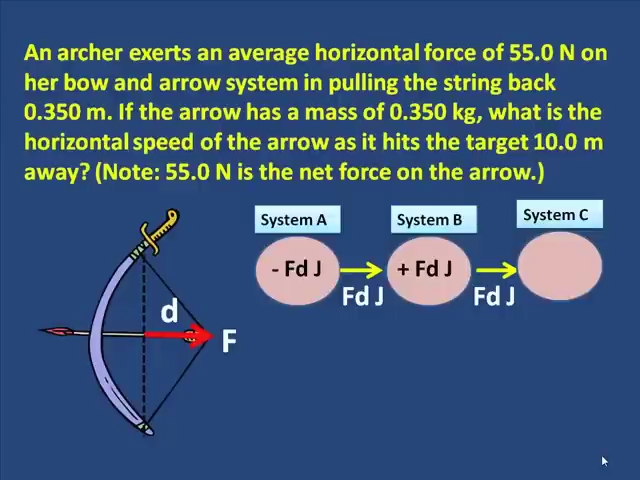 An archer exerts an average horizontal force of 55.0 N on
her bow and arrow system in pulling the string back
0.350 m. If the arrow has a mass of 0.350 kg, what is the
horizontal speed of the arrow as it hits the target 10.0 m
away? (Note: 55.0 N is the net force on the arrow.)
System A
System B
System C
- Fd J
+ Fd J
Fd J
Fd J
d
F